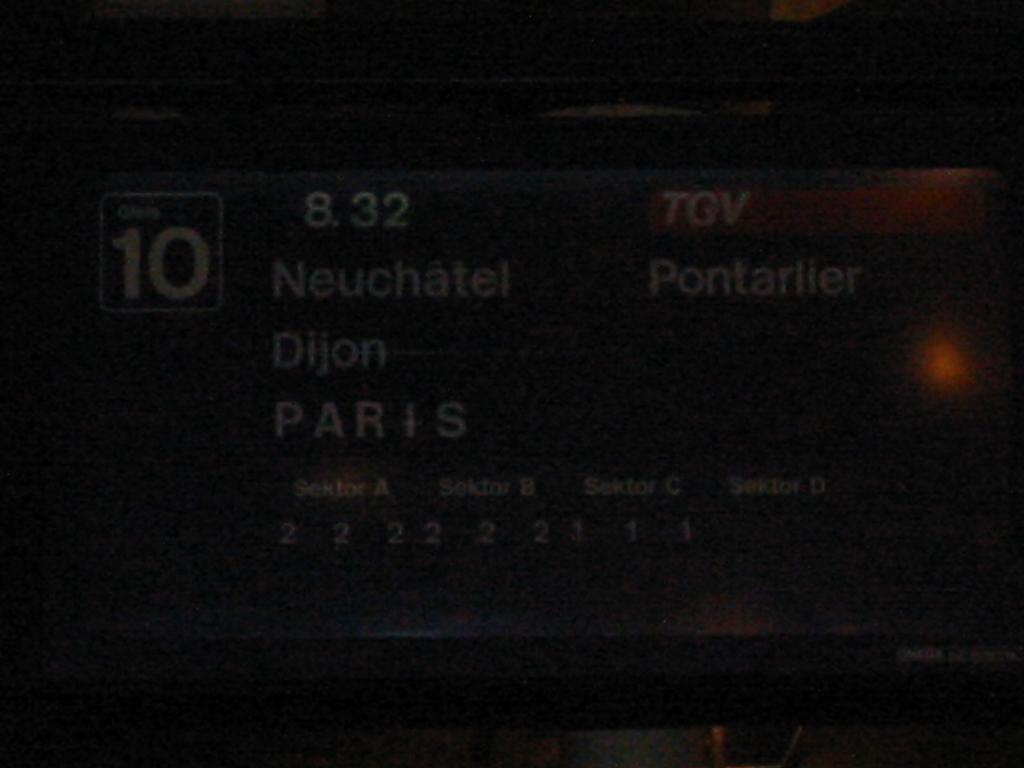 Gleis
10
8.32 TGV
Neuchâtel Pontarlier
Dijon
PARIS
Sektor A Sektor B Sektor C Sektor D
2 2 2 2 2 2 1 1 1